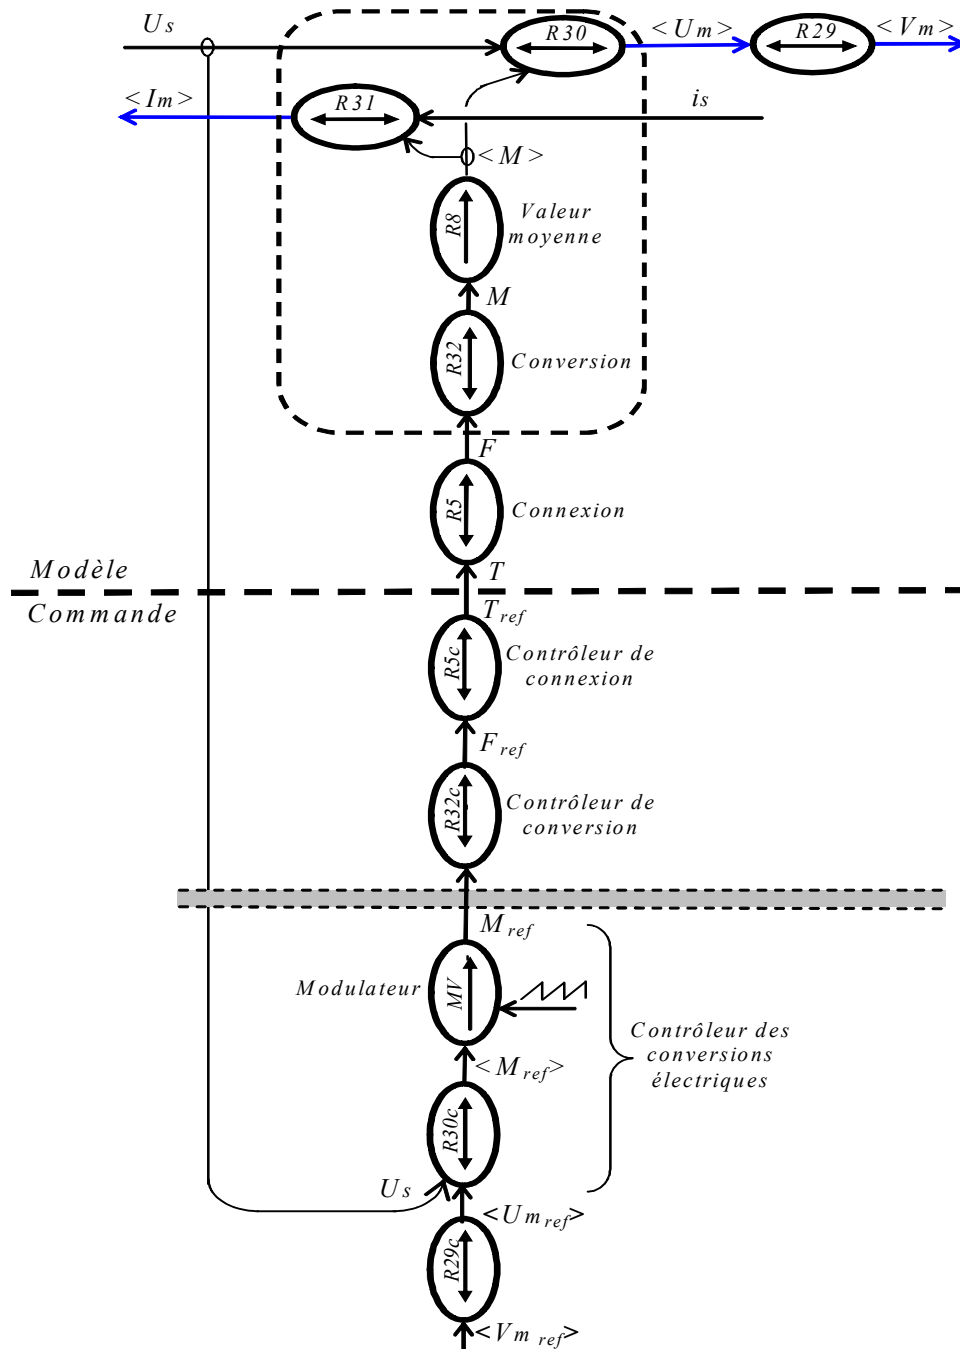 Us
R30
<Um>
R29
<Vm>
<Im>
R31
is
<M>
R8
Valeur
moyenne
M
R32
Conversion
F
R5
Connexion
Modèle
T
Commande
Tref
R5c
Contrôleur de
connexion
Fref
R32c
Contrôleur de
conversion
Mref
Modulateur
MV
Contrôleur des
conversions
électriques
<Mref>
R30c
Us
<Umref>
R29c
<Vm ref>